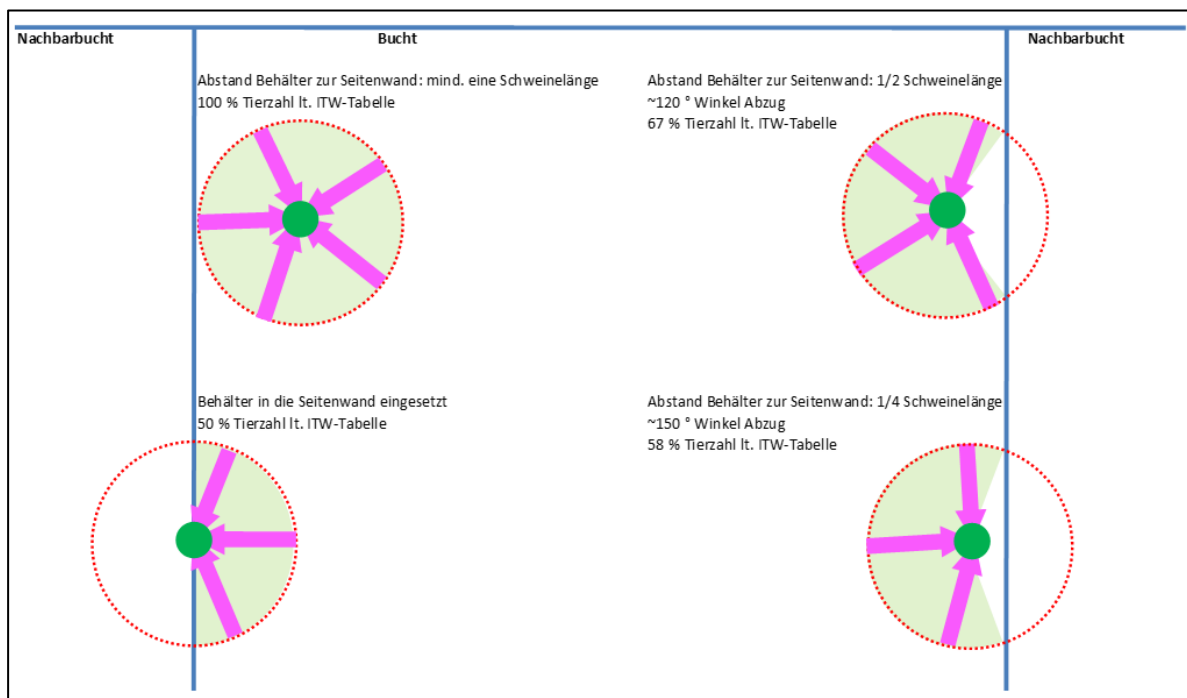 Nachbarbucht
Bucht
Nachbarbucht
Abstand Behälter zur Seitenwand: mind. eine Schweinelänge
100 % Tierzahl lt. ITW-Tabelle
Abstand Behälter zur Seitenwand: 1/2 Schweinelänge
~120 ° Winkel Abzug
67 % Tierzahl lt. ITW-Tabelle
Behälter in die Seitenwand eingesetzt
50 % Tierzahl lt. ITW-Tabelle
Abstand Behälter zur Seitenwand: 1/4 Schweinelänge
~150 ° Winkel Abzug
58 % Tierzahl lt. ITW-Tabelle